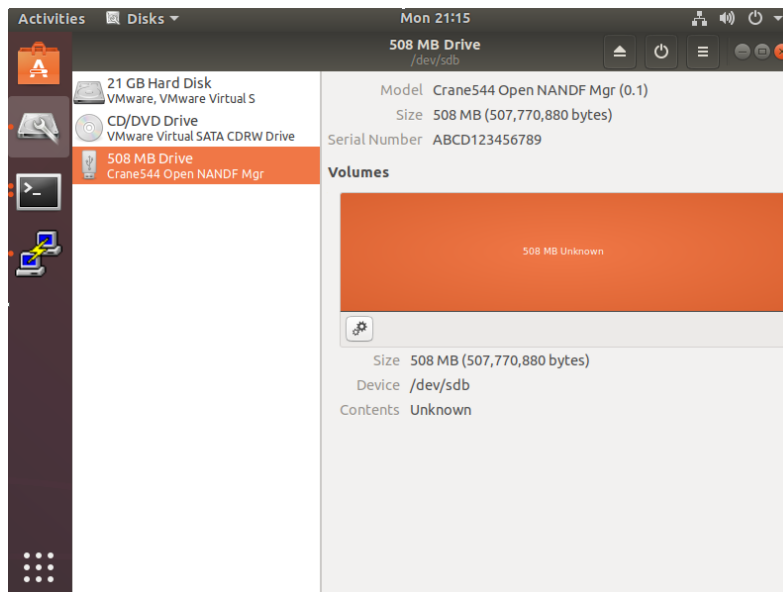 Activities Disks Mon 21:15
508 MB Drive
/dev/sdb
21 GB Hard Disk
VMware, VMware Virtual S
CD/DVD Drive
VMware Virtual SATA CDRW Drive
508 MB Drive
Crane544 Open NANDF Mgr
Model Crane544 Open NANDF Mgr (0.1)
Size 508 MB (507,770,880 bytes)
Serial Number ABCD123456789
Volumes
508 MB Unknown
Size 508 MB (507,770,880 bytes)
Device /dev/sdb
Contents Unknown